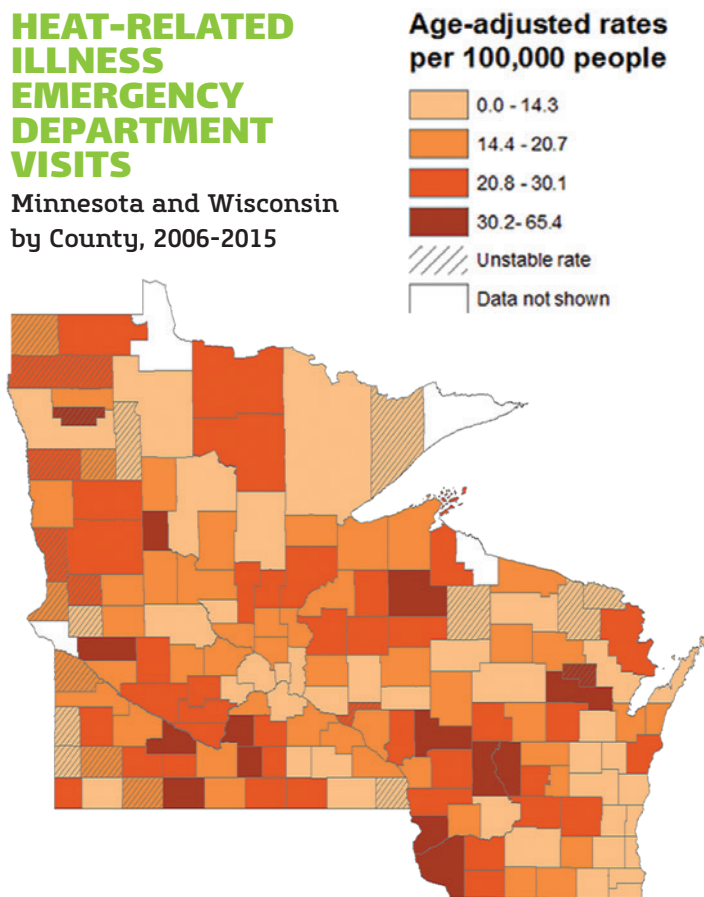 HEAT-RELATED
ILLNESS
EMERGENCY
DEPARTMENT
VISITS
Minnesota and Wisconsin
by County, 2006-2015
Age-adjusted rates
per 100,000 people
0.0 - 14.3
14.4 - 20.7
20.8 - 30.1
30.2- 65.4
Unstable rate
Data not shown